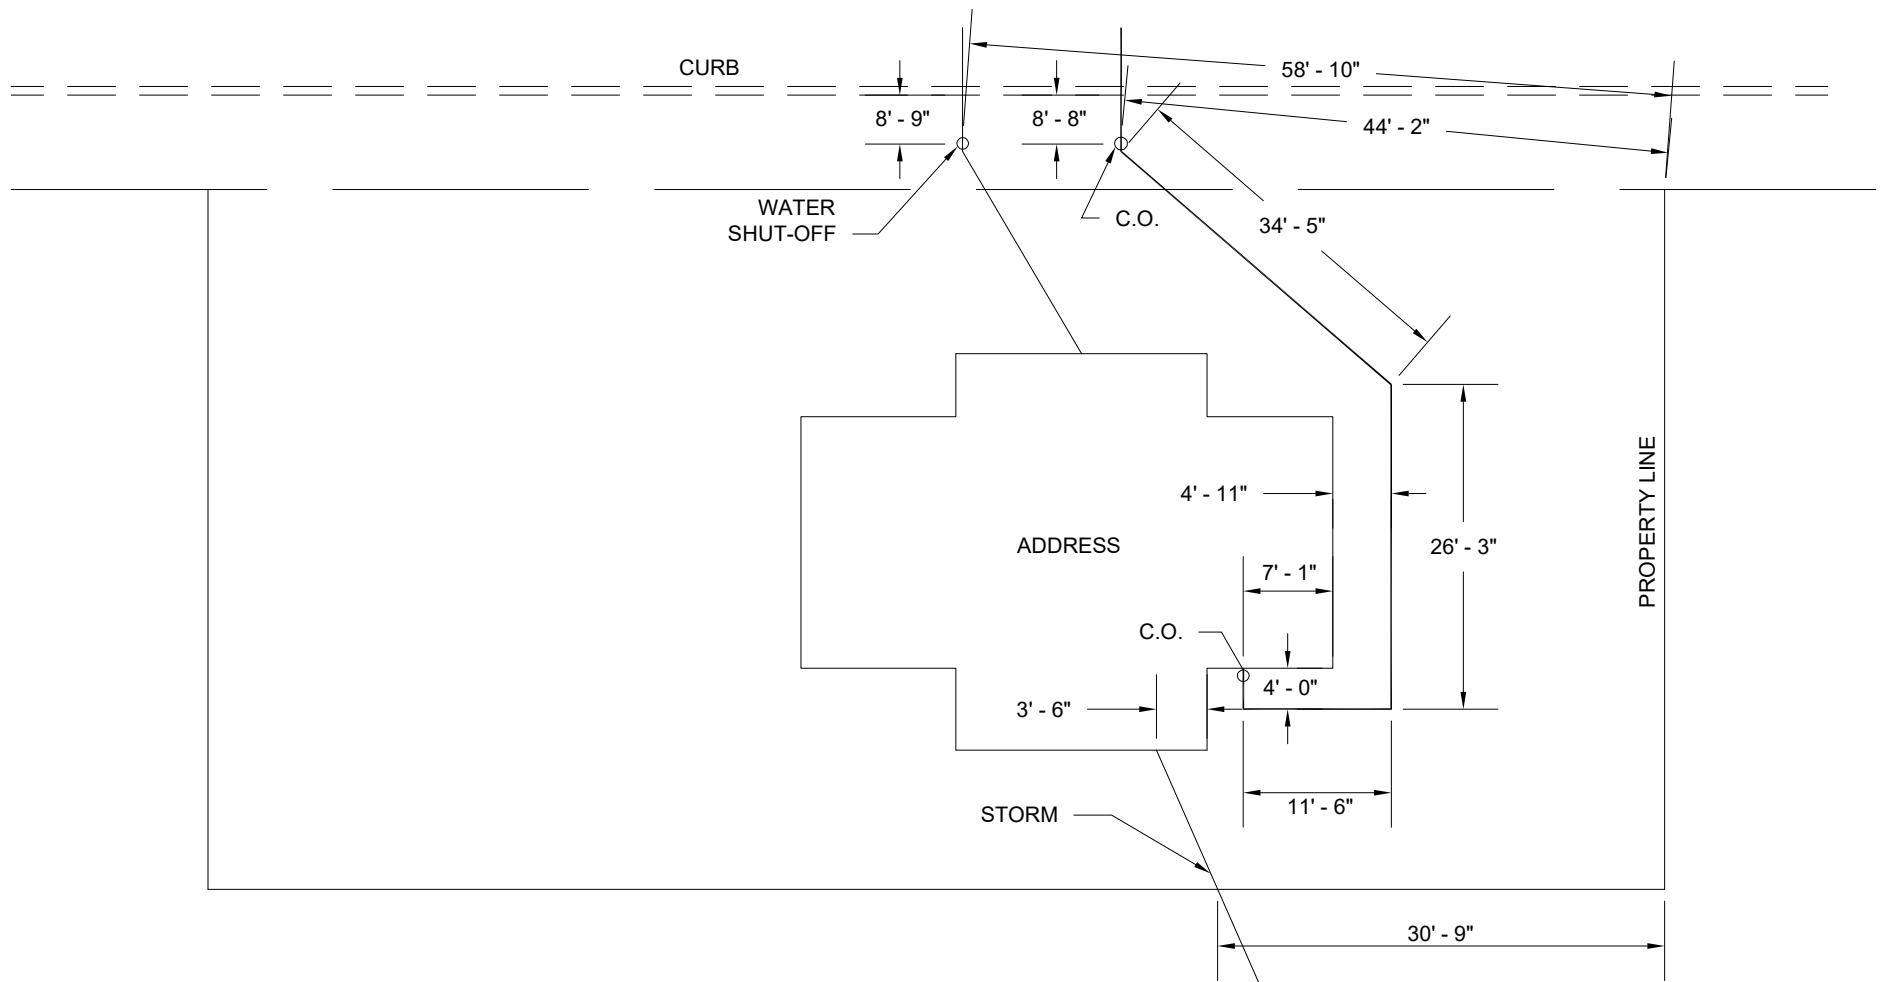 CURB
58' - 10"
8' - 9"
8' - 8"
44' - 2"
WATER
SHUT-OFF
C.O.
34' - 5"
4' - 11"
PROPERTY LINE
ADDRESS
26' - 3"
7' - 1"
C.O.
4' - 0"
3' - 6"
11' - 6"
STORM
30' - 9"